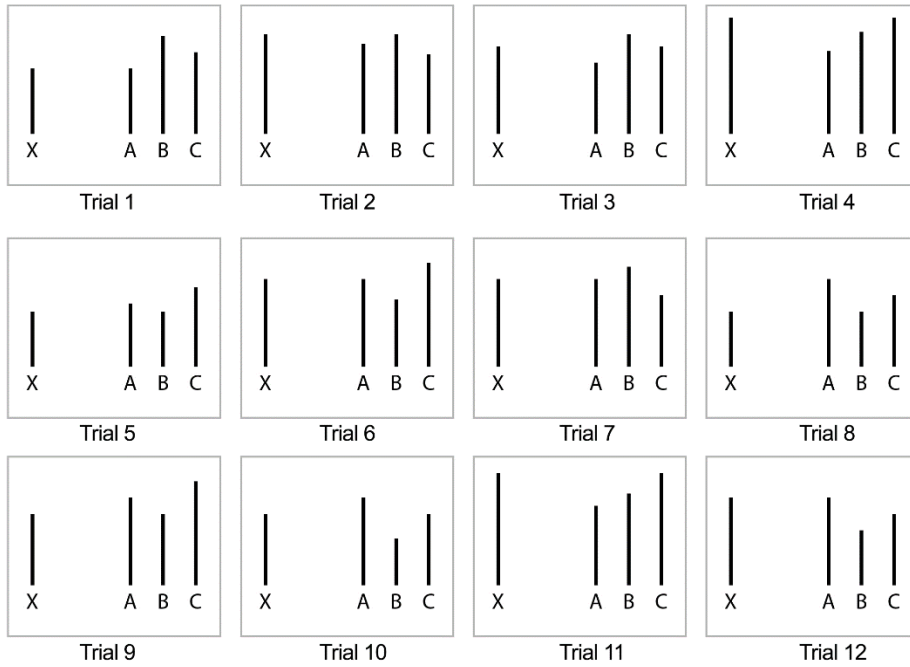 X A B C X A B C X A B C X A B C
Trial 1 Trial 2 Trial 3 Trial 4
X A B C X A B C X A B C X A B C
Trial 5 Trial 6 Trial 7 Trial 8
X A B C X A B C X A B C X A B C
Trial 9 Trial 10 Trial 11 Trial 12